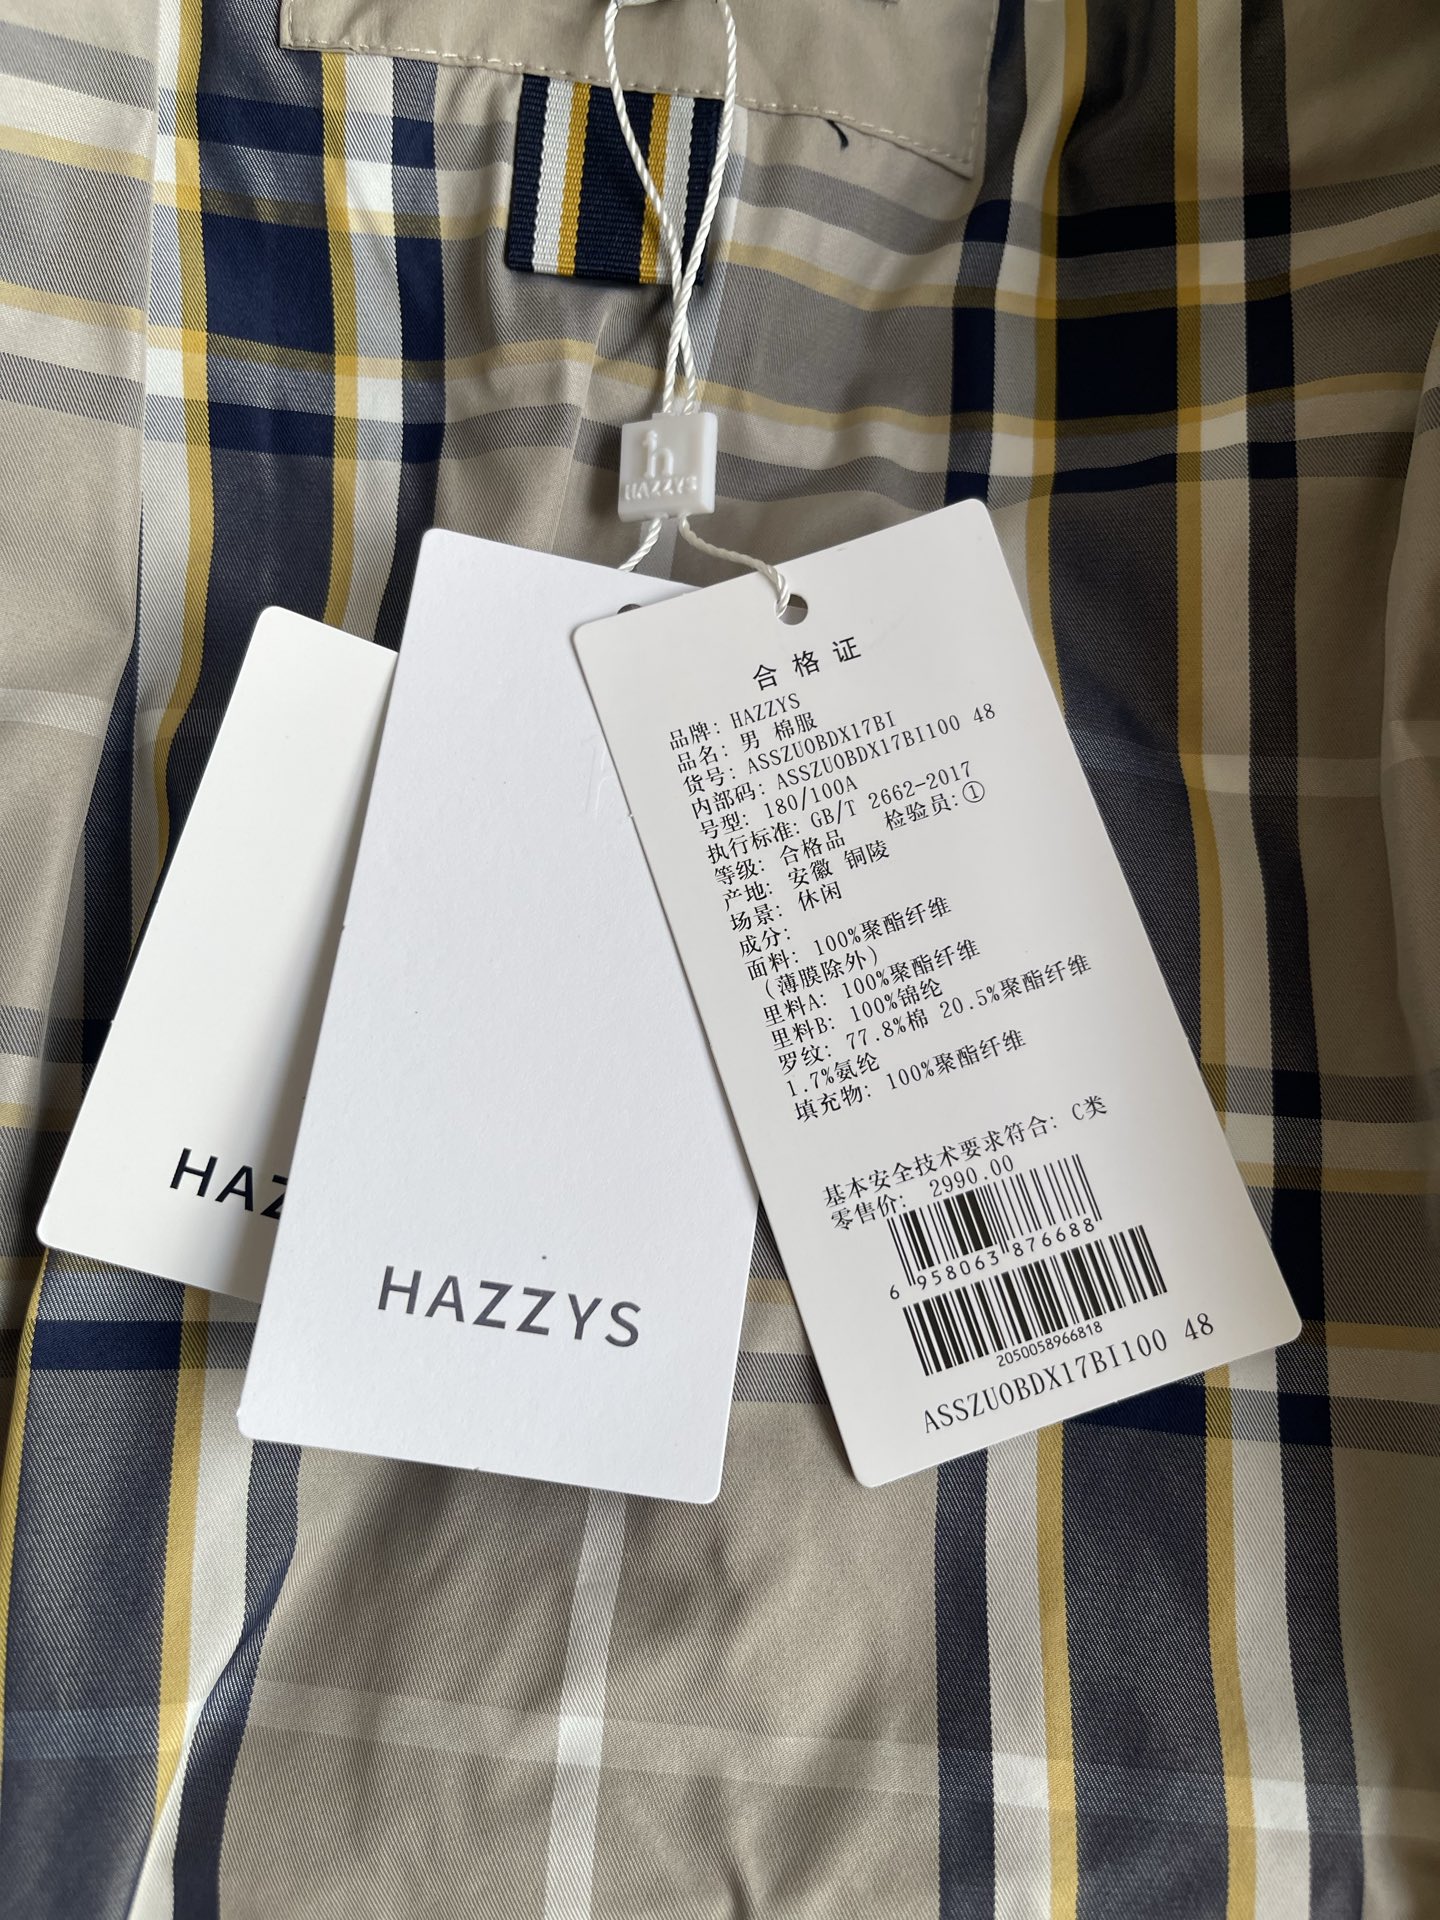 h
HAZZYS
HAZ
HAZZYS
合格证
品牌: HAZZYS
品名: 男 棉服
货号: ASSZU0BDX17BI
内部码: ASSZU0BDX17BI100 48
号型: 180/100A
执行标准: GB/T 2662-2017
等级: 合格品 检验员:①
产地: 安徽 铜陵
场景: 休闲
成分:
面料: 100%聚酯纤维
(薄膜除外)
里料A: 100%聚酯纤维
里料B: 100%锦纶
罗纹: 77.8%棉 20.5%聚酯纤维
1.7%氨纶
填充物: 100%聚酯纤维
基本安全技术要求符合: C类
零售价: 2990.00
6 958063 876688
2050058966818
ASSZU0BDX17BI100 48